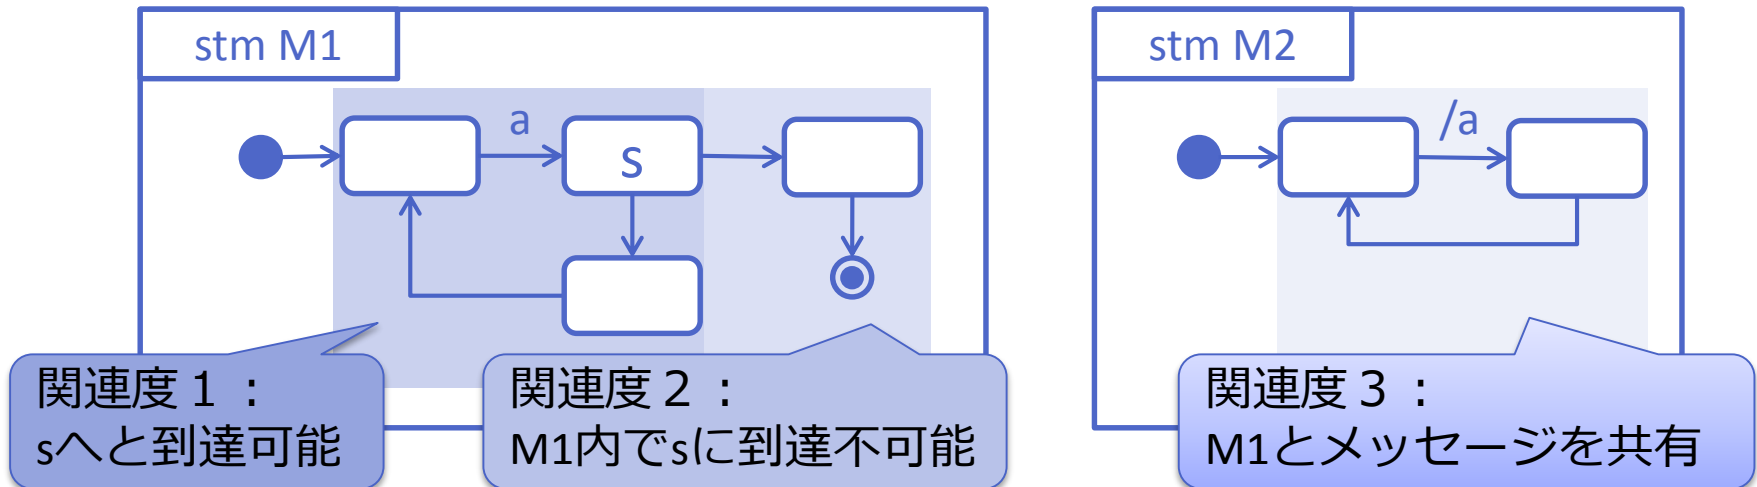 stm M1
stm M2
a
s
/a
関連度１：
sへと到達可能
関連度２：
M1内でsに到達不可能
関連度３：
M1とメッセージを共有